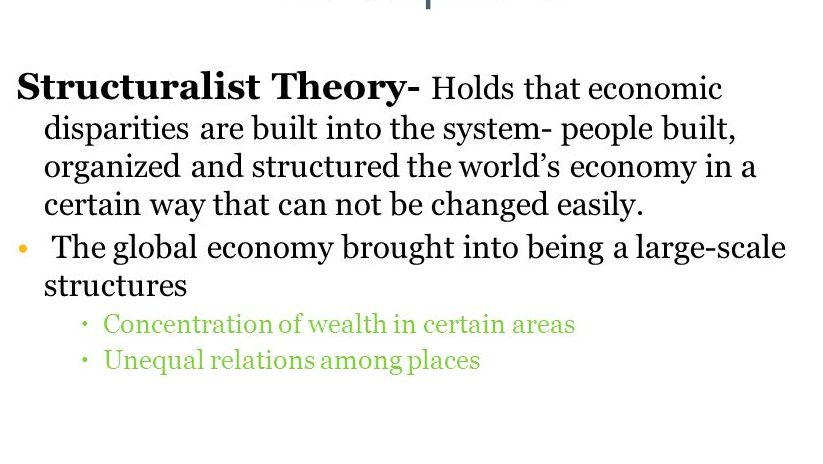 Structuralist Theory- Holds that economic
disparities are built into the system- people built,
organized and structured the world’s economy in a
certain way that can not be changed easily.
• The global economy brought into being a large-scale
structures
• Concentration of wealth in certain areas
• Unequal relations among places